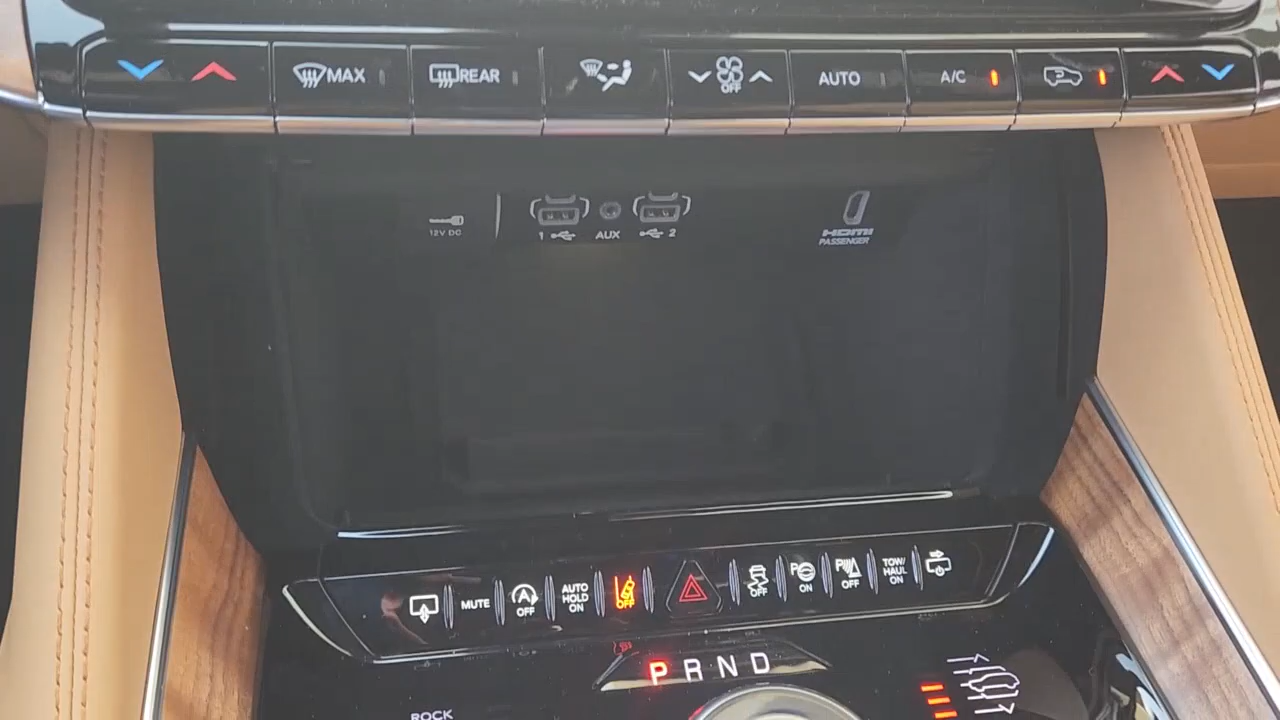 MAX
REAR
OFF
AUTO
A/C
12V DC
1
AUX
2
HDMI
PASSENGER
MUTE
OFF
AUTO
HOLD
ON
OFF
OFF
P
ON
P
OFF
TOW/
HAUL
ON
P R N D
ROCK